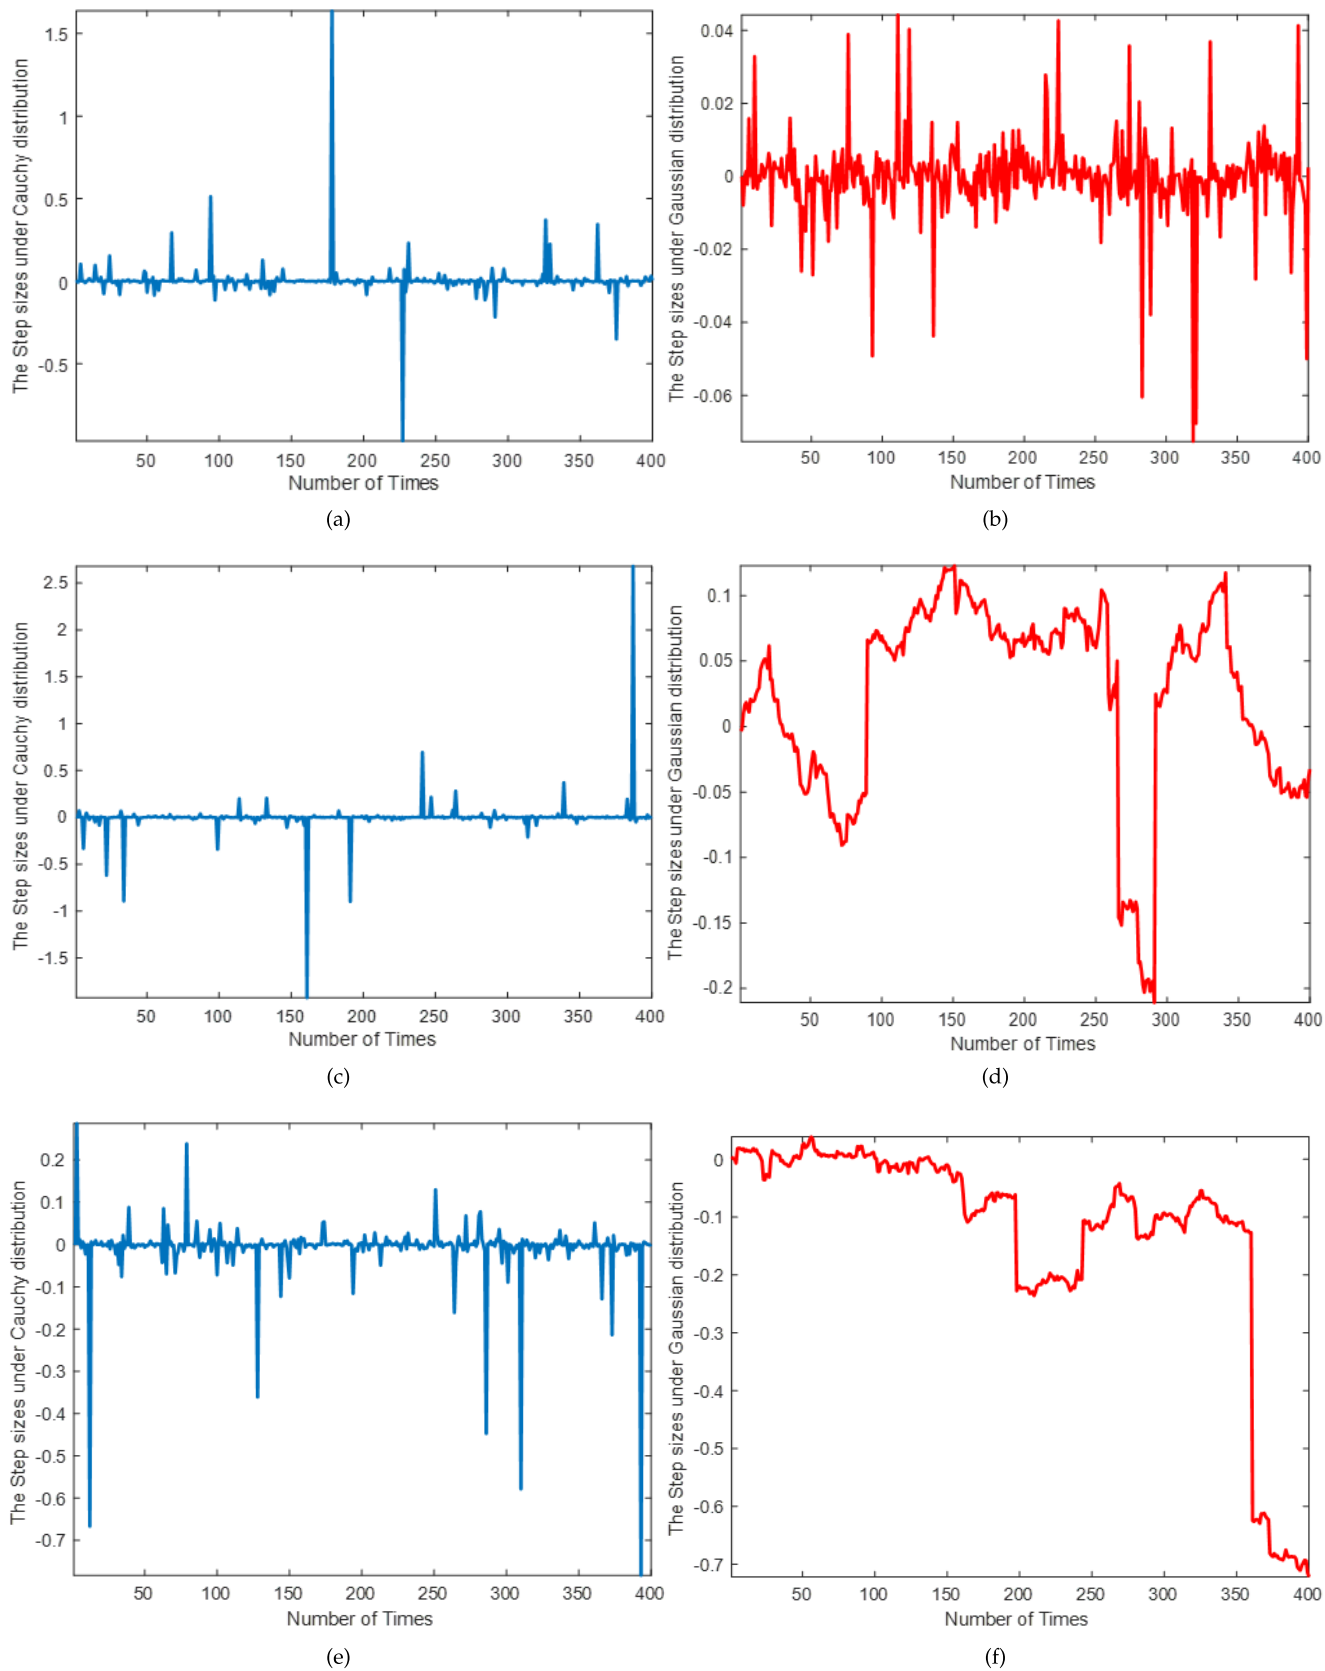 The Step sizes under Cauchy distribution
1.5
1
0.5
0
-0.5
50 100 150 200 250 300 350 400
Number of Times
(a)
The Step sizes under Gaussian distribution
0.04
0.02
0
-0.02
-0.04
-0.06
50 100 150 200 250 300 350 400
Number of Times
(b)
The Step sizes under Cauchy distribution
2.5
2
1.5
1
0.5
0
-0.5
-1
-1.5
50 100 150 200 250 300 350 400
Number of Times
(c)
The Step sizes under Gaussian distribution
0.1
0.05
0
-0.05
-0.1
-0.15
-0.2
50 100 150 200 250 300 350 400
Number of Times
(d)
The Step sizes under Cauchy distribution
0.2
0.1
0
-0.1
-0.2
-0.3
-0.4
-0.5
-0.6
-0.7
50 100 150 200 250 300 350 400
Number of Times
(e)
The Step sizes under Gaussian distribution
0
-0.1
-0.2
-0.3
-0.4
-0.5
-0.6
-0.7
50 100 150 200 250 300 350 400
Number of Times
(f)